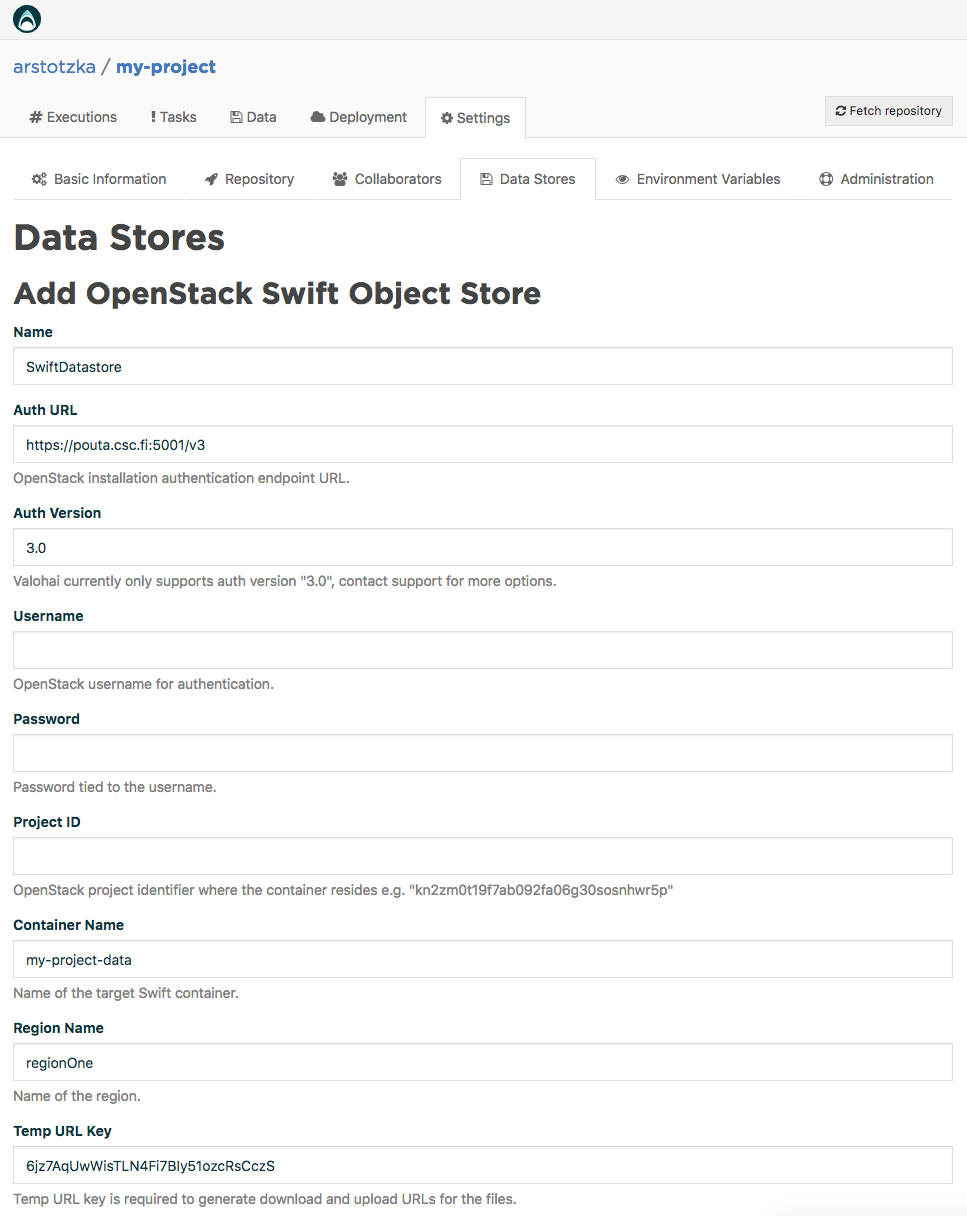 arstotzka / my-project
Executions Tasks Data Deployment Settings Fetch repository
Basic Information Repository Collaborators Data Stores Environment Variables Administration
Data Stores
Add OpenStack Swift Object Store
Name
SwiftDatastore
Auth URL
https://pouta.csc.fi:5001/v3
OpenStack installation authentication endpoint URL.
Auth Version
3.0
Valohai currently only supports auth version "3.0", contact support for more options.
Username
OpenStack username for authentication.
Password
Password tied to the username.
Project ID
OpenStack project identifier where the container resides e.g. "kn2zm0t19f7ab092fa06g30sosnhwr5p"
Container Name
my-project-data
Name of the target Swift container.
Region Name
regionOne
Name of the region.
Temp URL Key
6jz7AqUwWisTLN4Fi7Bly51ozcRsCczS
Temp URL key is required to generate download and upload URLs for the files.